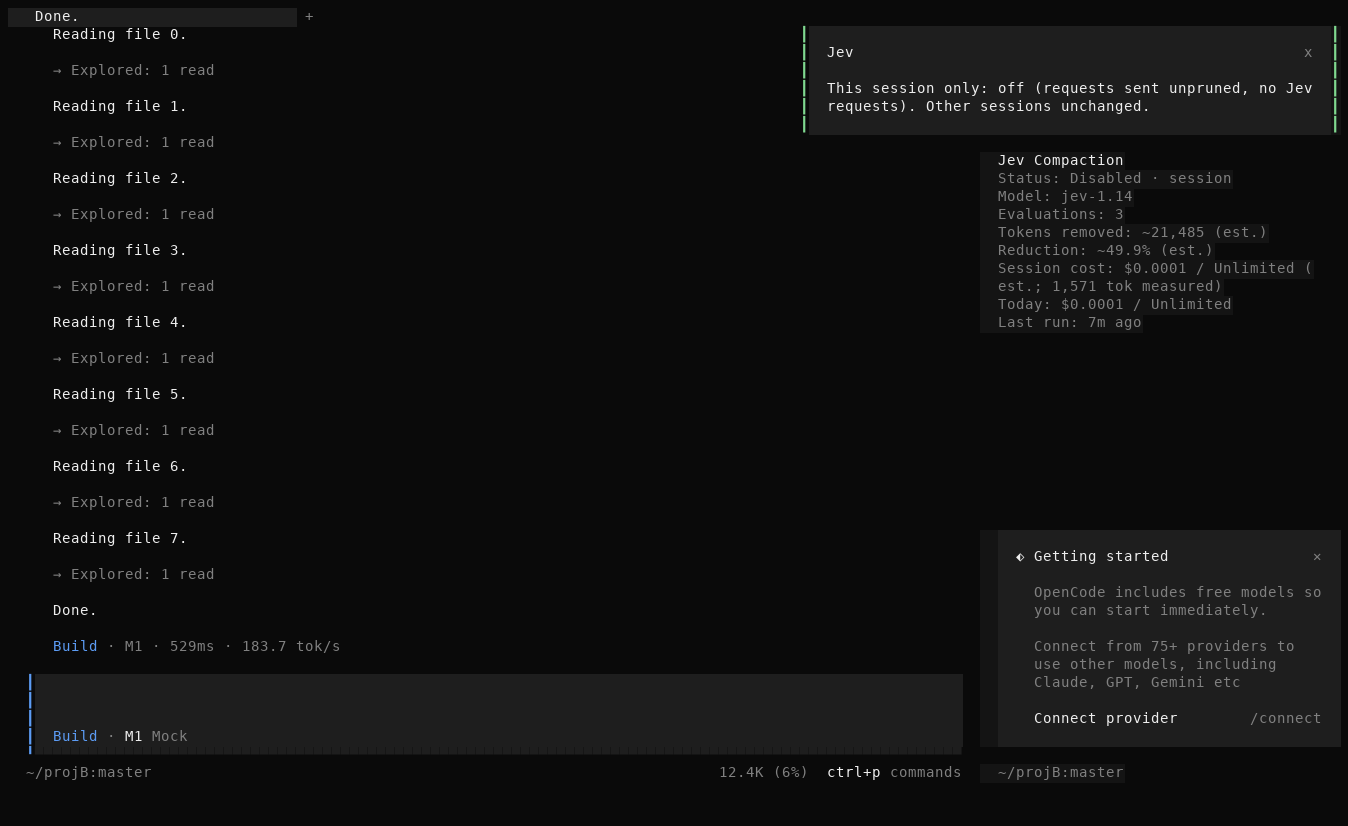 Done. +
Reading file 0.
→ Explored: 1 read
Reading file 1.
→ Explored: 1 read
Reading file 2.
→ Explored: 1 read
Reading file 3.
→ Explored: 1 read
Reading file 4.
→ Explored: 1 read
Reading file 5.
→ Explored: 1 read
Reading file 6.
→ Explored: 1 read
Reading file 7.
→ Explored: 1 read
Done.
Build · M1 · 529ms · 183.7 tok/s
Build · M1 Mock
~/projB:master
12.4K (6%) ctrl+p commands
Jev x
This session only: off (requests sent unpruned, no Jev
requests). Other sessions unchanged.
Jev Compaction
Status: Disabled · session
Model: jev-1.14
Evaluations: 3
Tokens removed: ~21,485 (est.)
Reduction: ~49.9% (est.)
Session cost: $0.0001 / Unlimited (
est.; 1,571 tok measured)
Today: $0.0001 / Unlimited
Last run: 7m ago
⬖ Getting started ✕
OpenCode includes free models so
you can start immediately.
Connect from 75+ providers to
use other models, including
Claude, GPT, Gemini etc
Connect provider /connect
~/projB:master